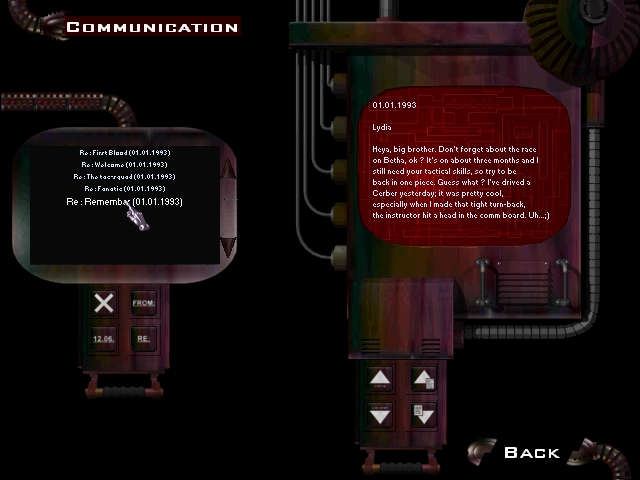 Communication
Re: First Blood (01.01.1993)
Re: Welcome (01.01.1993)
Re: The tacrsquad (01.01.1993)
Re: Fanatic (01.01.1993)
Re: Remember (01.01.1993)
FROM:
12.06.
RE:
01.01.1993
Lydia
Heya, big brother. Don't forget about the race
on Betha, ok ? It's on about three months and I
still need your tactical skills, so try to be
back in one piece. Guess what ? I've drived a
Cerber yesterday; it was pretty cool,
especially when I made that tight turn-back,
the instructor hit a head in the comm board. Uh...;)
Back